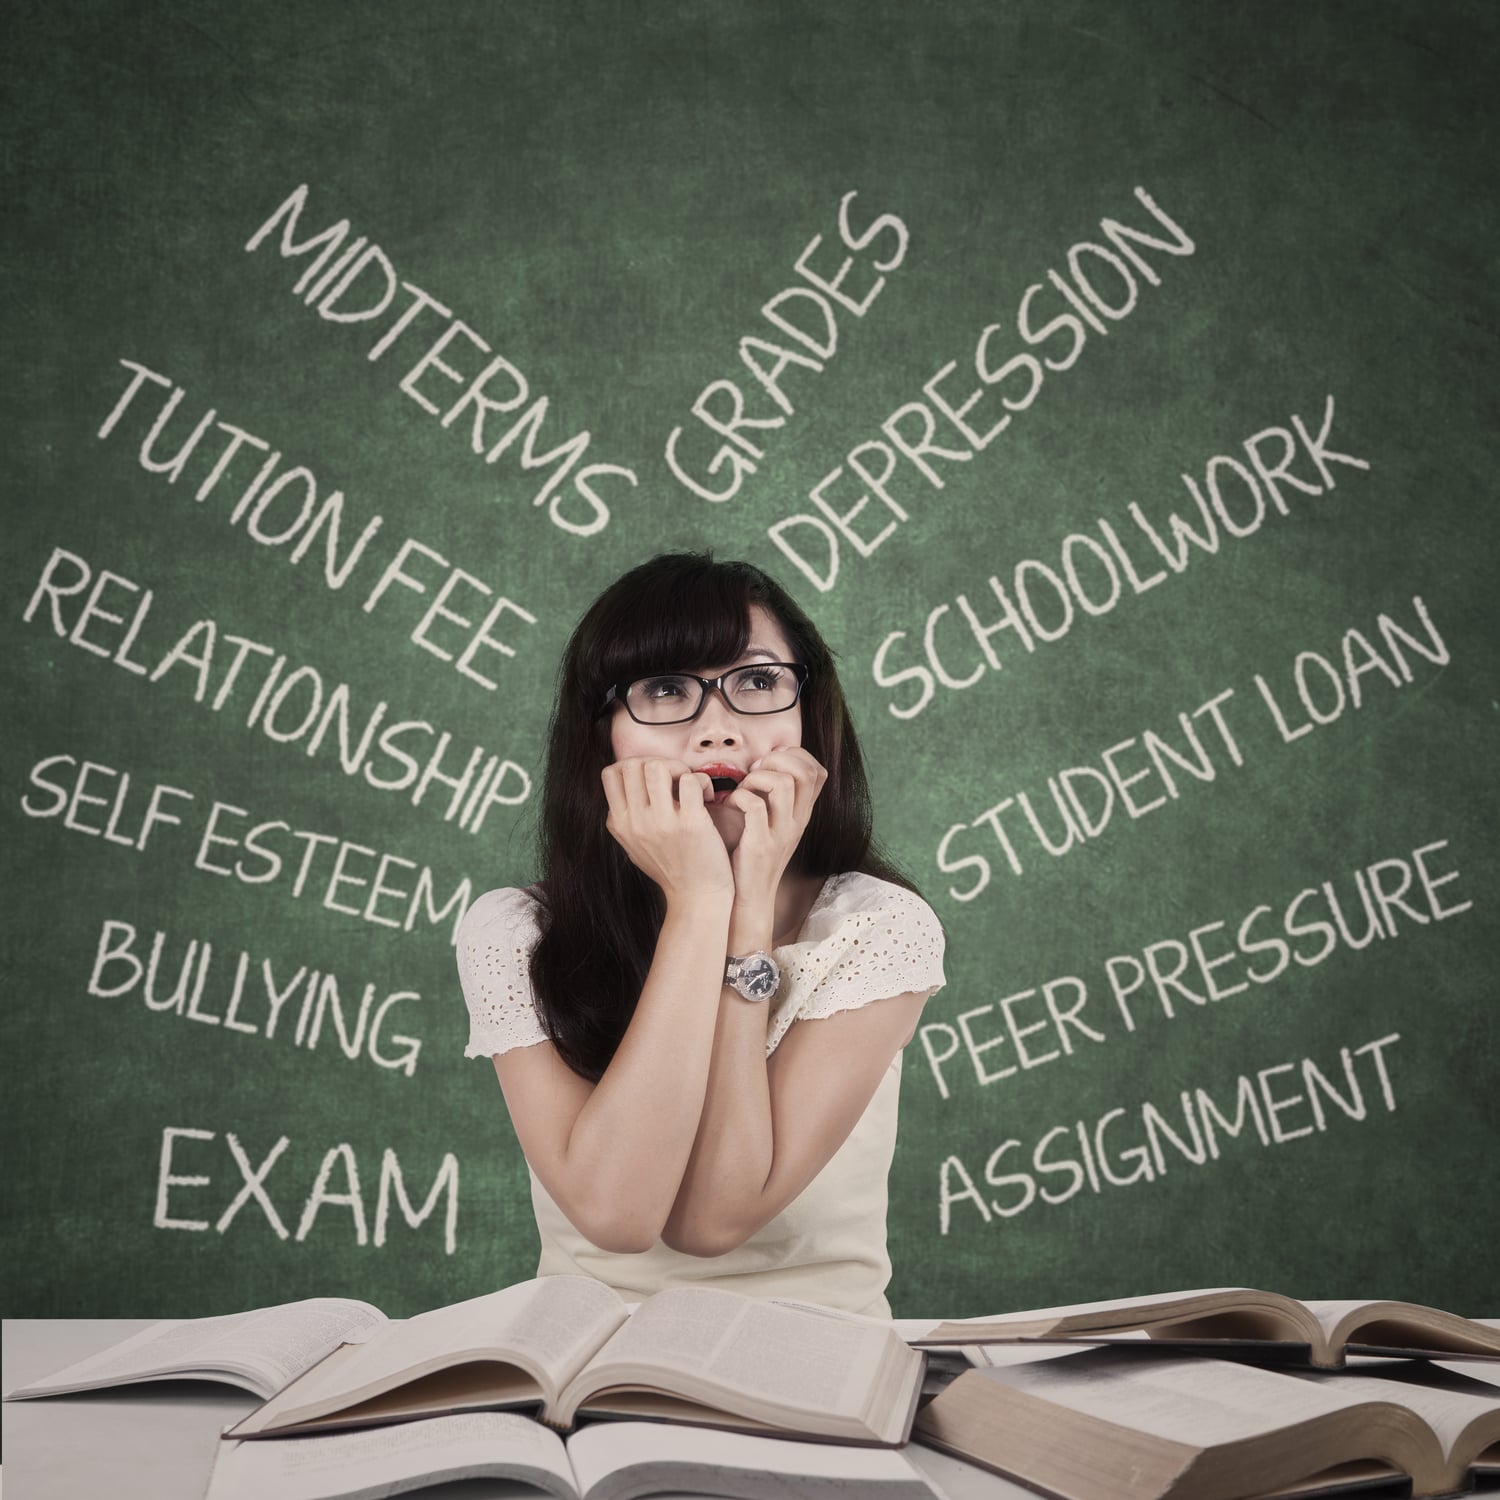 MIDTERMS
GRADES
DEPRESSION
TUTION FEE
SCHOOLWORK
RELATIONSHIP
STUDENT LOAN
SELF ESTEEM
PEER PRESSURE
BULLYING
ASSIGNMENT
EXAM